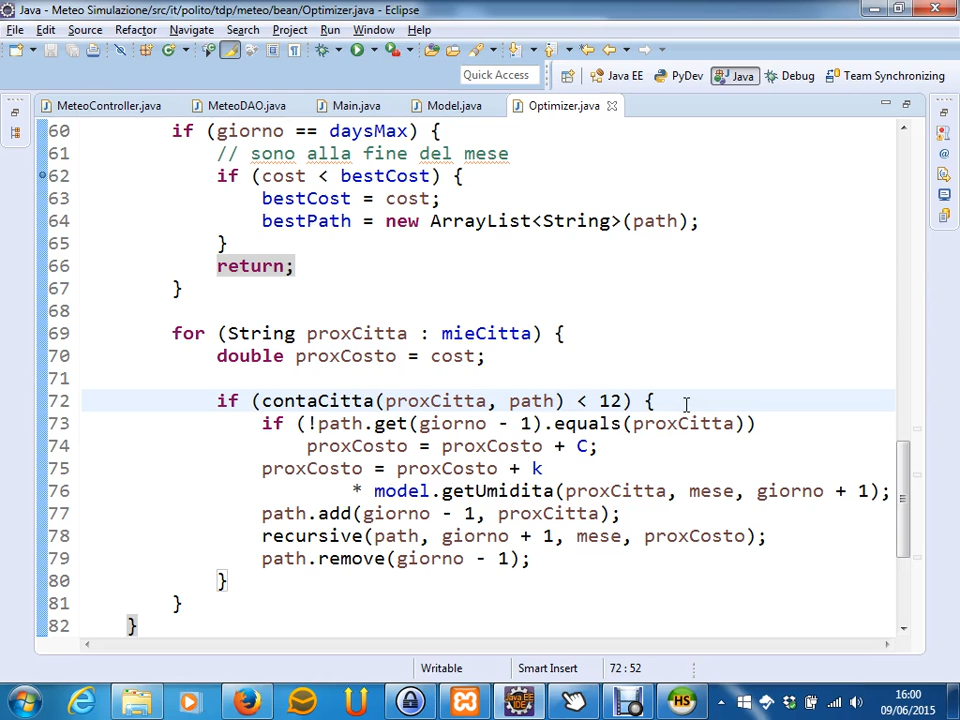 Java - Meteo Simulazione/src/it/polito/tdp/meteo/bean/Optimizer.java - Eclipse
File Edit Source Refactor Navigate Search Project Run Window Help
Quick Access Java EE PyDev Java Debug Team Synchronizing
MeteoController.java MeteoDAO.java Main.java Model.java Optimizer.java
60 if (giorno == daysMax) {
61 // sono alla fine del mese
62 if (cost < bestCost) {
63 bestCost = cost;
64 bestPath = new ArrayList<String>(path);
65 }
66 return;
67 }
68
69 for (String proxCitta : mieCitta) {
70 double proxCosto = cost;
71
72 if (contaCitta(proxCitta, path) < 12) {
73 if (!path.get(giorno - 1).equals(proxCitta))
74 proxCosto = proxCosto + C;
75 proxCosto = proxCosto + k
76 * model.getUmidita(proxCitta, mese, giorno + 1);
77 path.add(giorno - 1, proxCitta);
78 recursive(path, giorno + 1, mese, proxCosto);
79 path.remove(giorno - 1);
80 }
81 }
82 }
Writable Smart Insert 72 : 52
HS
16:00
09/06/2015